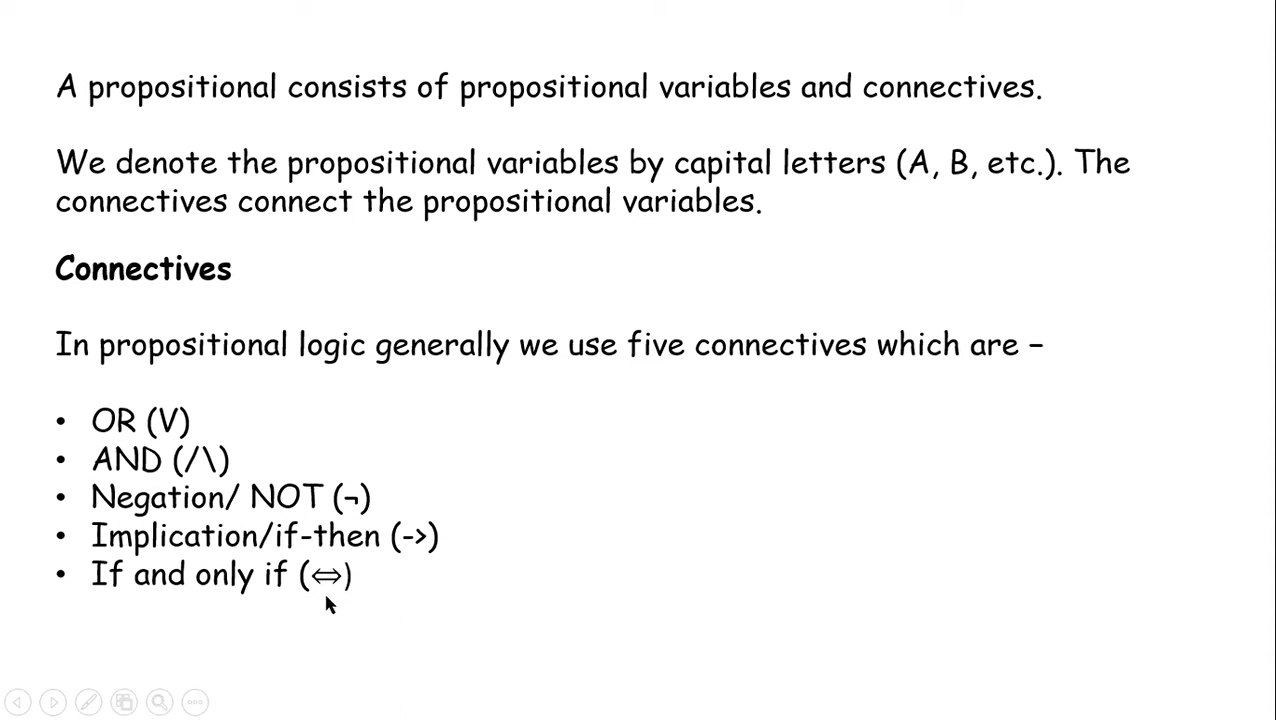 A propositional consists of propositional variables and connectives.
We denote the propositional variables by capital letters (A, B, etc.). The
connectives connect the propositional variables.
Connectives
In propositional logic generally we use five connectives which are –
• OR (V)
• AND (/\)
• Negation/ NOT (¬)
• Implication/if-then (->)
• If and only if (⇔)